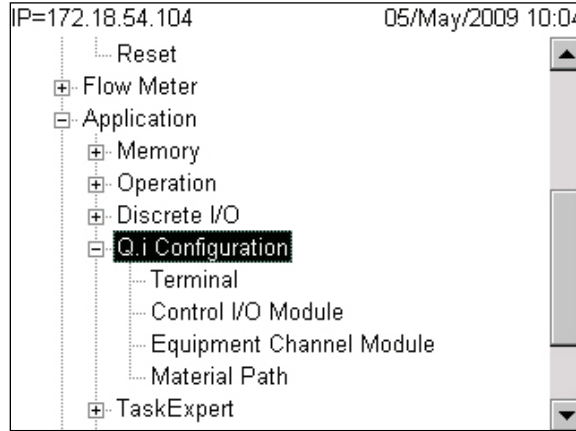 IP=172.18.54.104 05/May/2009 10:04
Reset
Flow Meter
Application
Memory
Operation
Discrete I/O
Q.i Configuration
Terminal
Control I/O Module
Equipment Channel Module
Material Path
TaskExpert